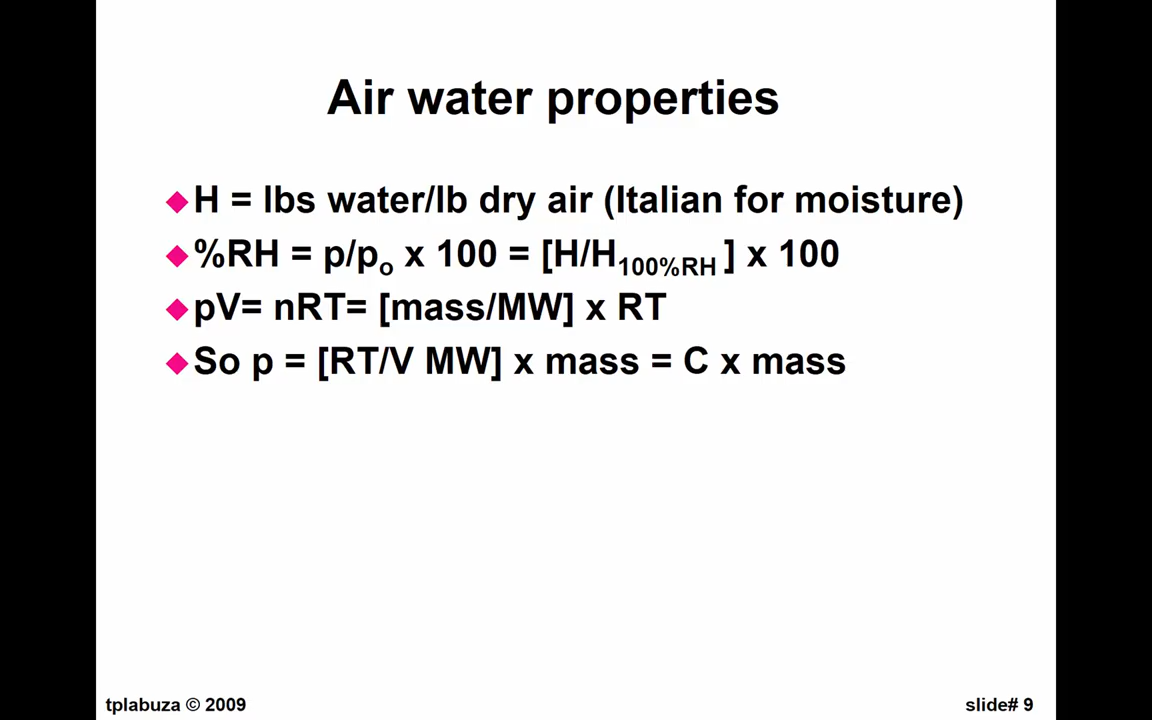 Air water properties
◆H = lbs water/lb dry air (Italian for moisture)
◆%RH = p/pₒ x 100 = [H/H100%RH ] x 100
◆pV= nRT= [mass/MW] x RT
◆So p = [RT/V MW] x mass = C x mass
tplabuza © 2009
slide# 9